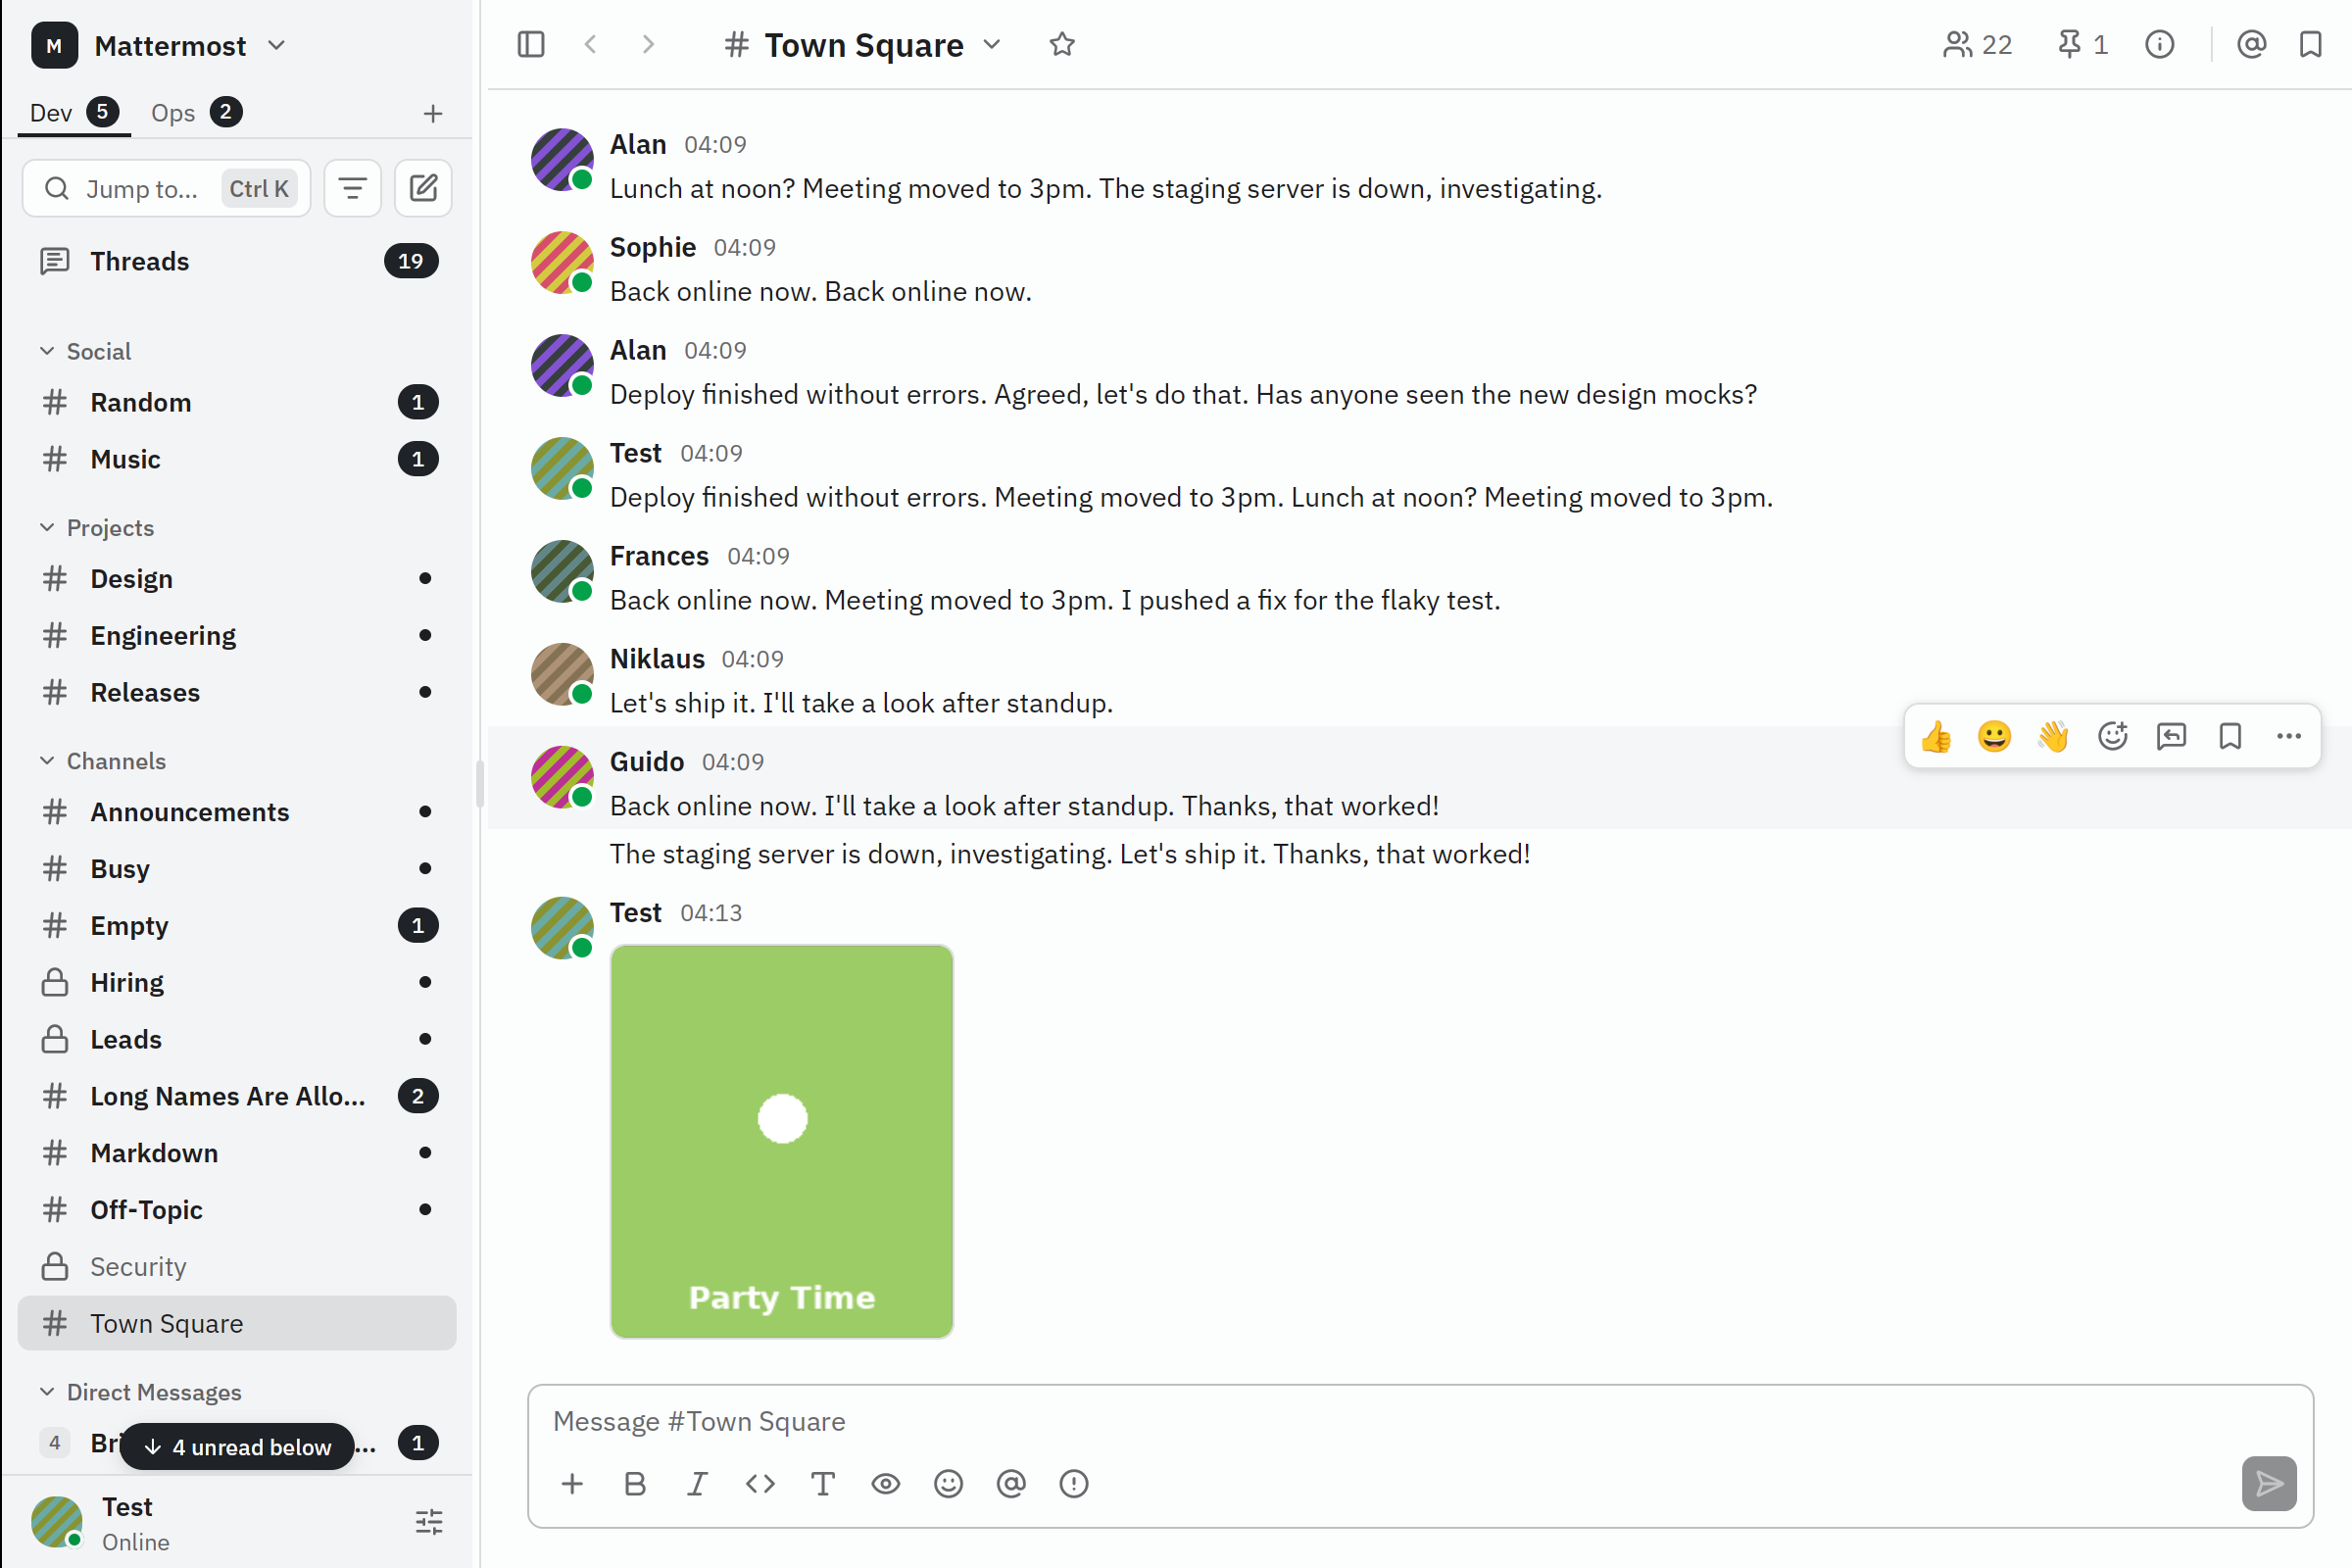 M Mattermost
Dev 5 Ops 2
Jump to... Ctrl K
Threads 19
Social
Random 1
Music 1
Projects
Design
Engineering
Releases
Channels
Announcements
Busy
Empty 1
Hiring
Leads
Long Names Are Allo... 2
Markdown
Off-Topic
Security
Town Square
Direct Messages
4 ... 1
4 unread below
Test
Online
# Town Square
22 1
Alan 04:09
Lunch at noon? Meeting moved to 3pm. The staging server is down, investigating.
Sophie 04:09
Back online now. Back online now.
Alan 04:09
Deploy finished without errors. Agreed, let's do that. Has anyone seen the new design mocks?
Test 04:09
Deploy finished without errors. Meeting moved to 3pm. Lunch at noon? Meeting moved to 3pm.
Frances 04:09
Back online now. Meeting moved to 3pm. I pushed a fix for the flaky test.
Niklaus 04:09
Let's ship it. I'll take a look after standup.
Guido 04:09
Back online now. I'll take a look after standup. Thanks, that worked!
The staging server is down, investigating. Let's ship it. Thanks, that worked!
Test 04:13
Party Time
Message #Town Square